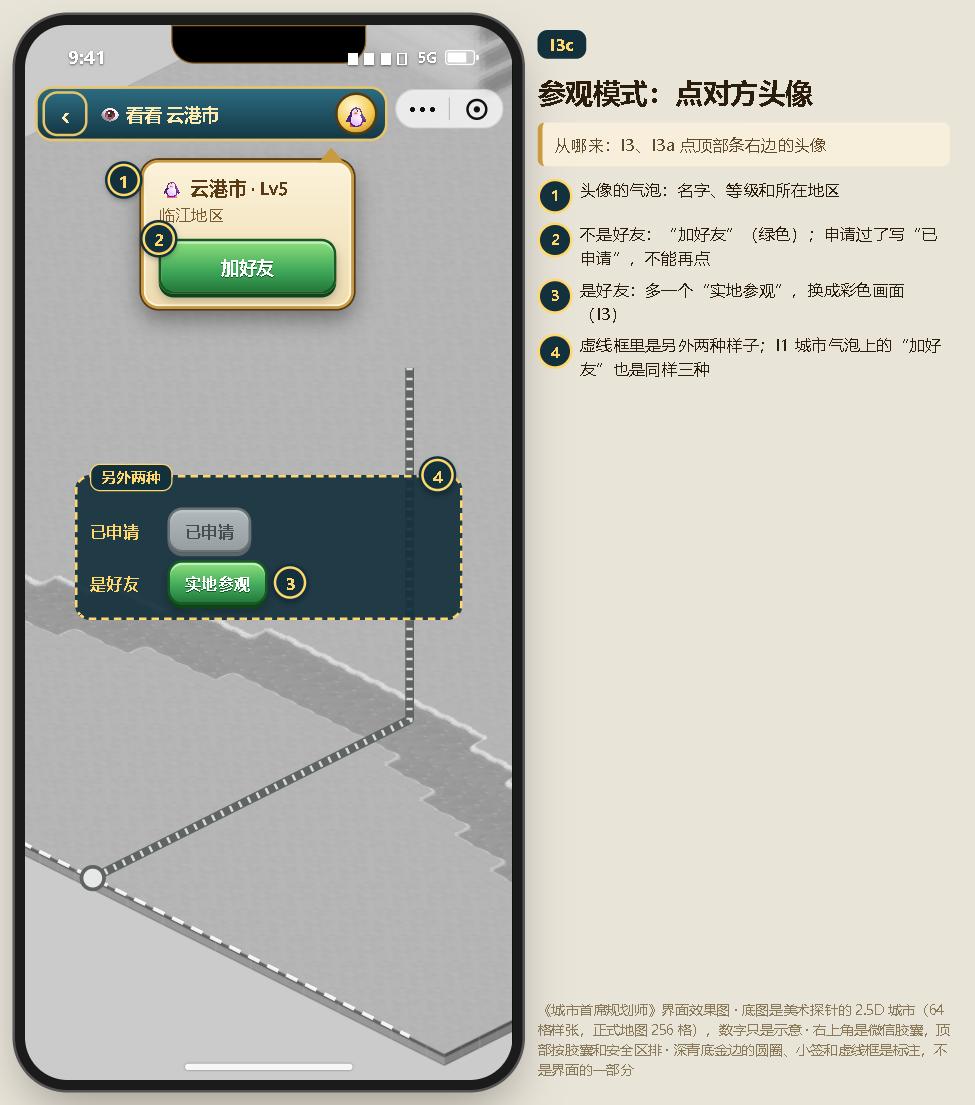 9:41
5G
‹
看看 云港市
1
云港市 · Lv5
临江地区
2
加好友
另外两种
4
已申请
已申请
是好友
实地参观
3
I3c
参观模式：点对方头像
从哪来：I3、I3a 点顶部条右边的头像
1
头像的气泡：名字、等级和所在地区
2
不是好友：“加好友”（绿色）；申请过了写“已
申请”，不能再点
3
是好友：多一个“实地参观”，换成彩色画面
（I3）
4
虚线框里是另外两种样子；I1 城市气泡上的“加好
友”也是同样三种
《城市首席规划师》界面效果图 · 底图是美术探针的 2.5D 城市（64
格样张，正式地图 256 格），数字只是示意 · 右上角是微信胶囊，顶
部按胶囊和安全区排 · 深青底金边的圆圈、小签和虚线框是标注，不
是界面的一部分